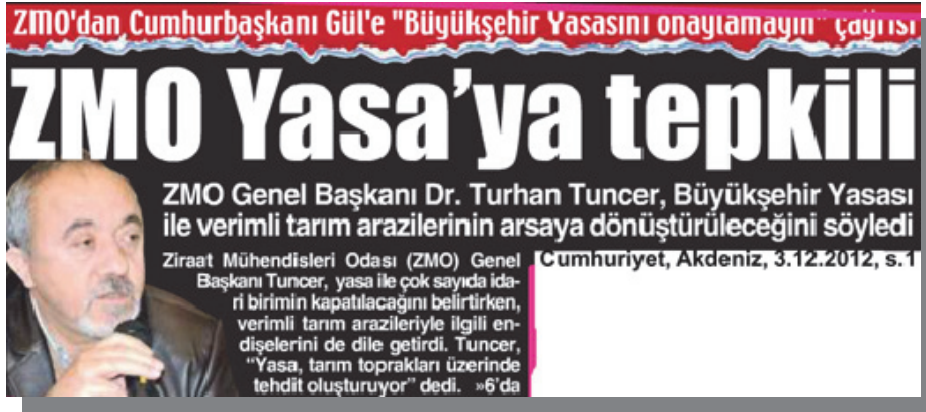 ZMO'dan Cumhurbaşkanı Gül'e "Büyükşehir Yasasını onaylamayın" çağrısı
ZMO Yasa'ya tepkili
ZMO Genel Başkanı Dr. Turhan Tuncer, Büyükşehir Yasası
ile verimli tarım arazilerinin arsaya dönüştürüleceğini söyledi
Ziraat Mühendisleri Odası (ZMO) Genel
Başkanı Tuncer, yasa ile çok sayıda ida-
ri birimin kapatılacağını belirtirken,
verimli tarım arazileriyle ilgili en-
dişelerini de dile getirdi. Tuncer,
"Yasa, tarım toprakları üzerinde
tehdit oluşturuyor" dedi. »6'da
Cumhuriyet, Akdeniz, 3.12.2012, s.1